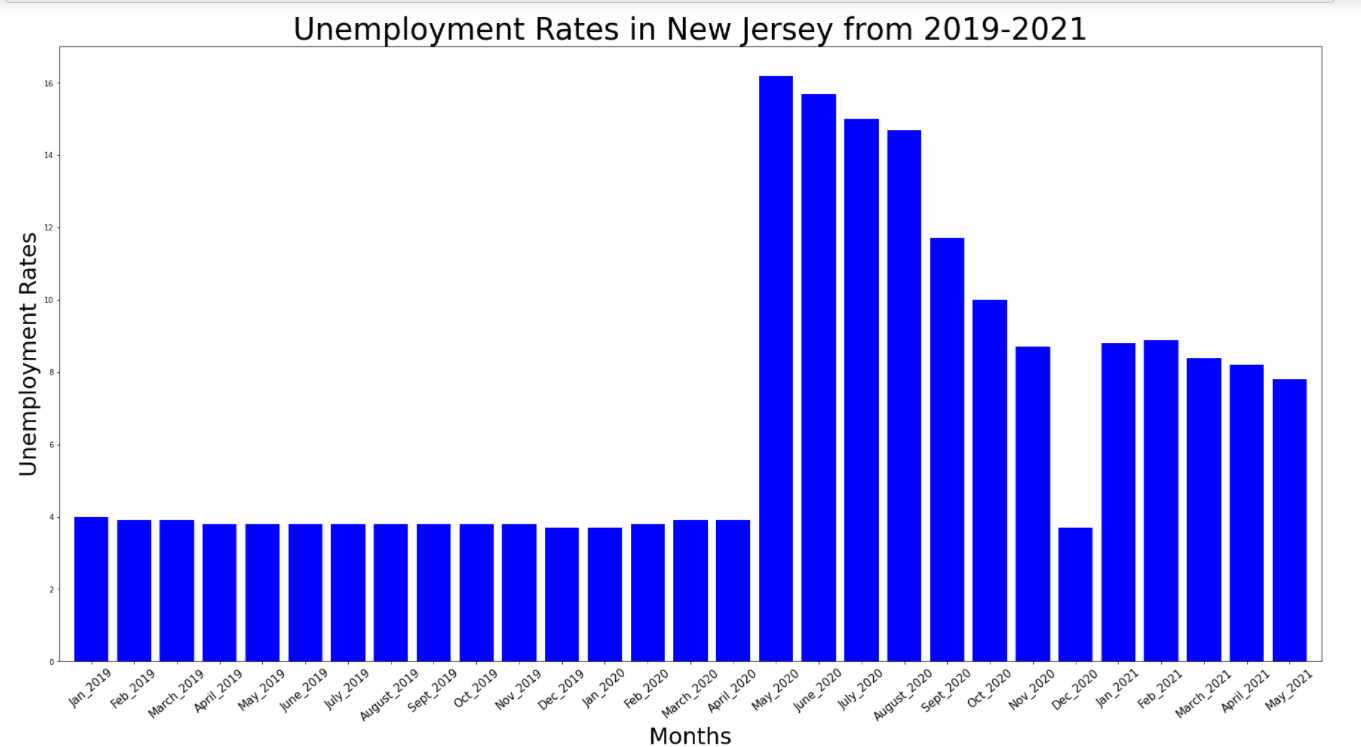 Unemployment Rates in New Jersey from 2019-2021
Unemployment Rates
16
14
12
10
8
6
4
2
0
Jan_2019
Feb_2019
March_2019
April_2019
May_2019
June_2019
July_2019
August_2019
Sept_2019
Oct_2019
Nov_2019
Dec_2019
Jan_2020
Feb_2020
March_2020
April_2020
May_2020
June_2020
July_2020
August_2020
Sept_2020
Oct_2020
Nov_2020
Dec_2020
Jan_2021
Feb_2021
March_2021
April_2021
May_2021
Months